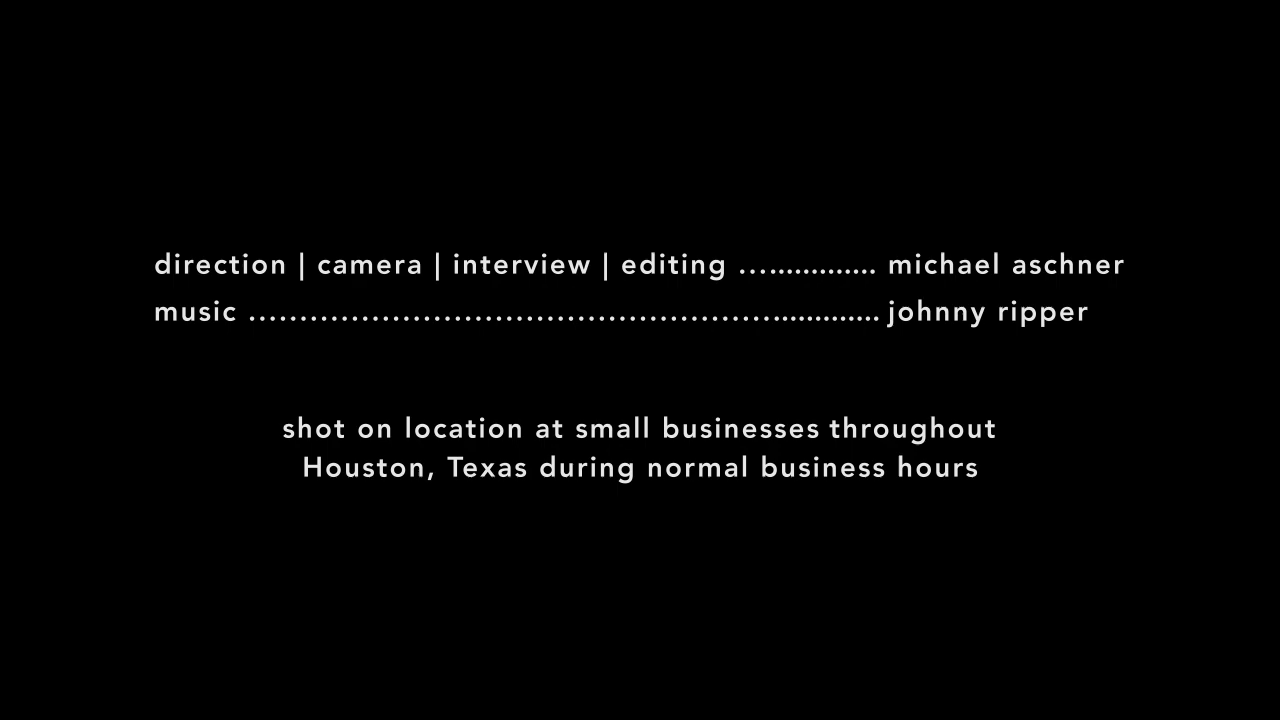 direction | camera | interview | editing ................ michael aschner
music ................................................................ johnny ripper
shot on location at small businesses throughout
Houston, Texas during normal business hours